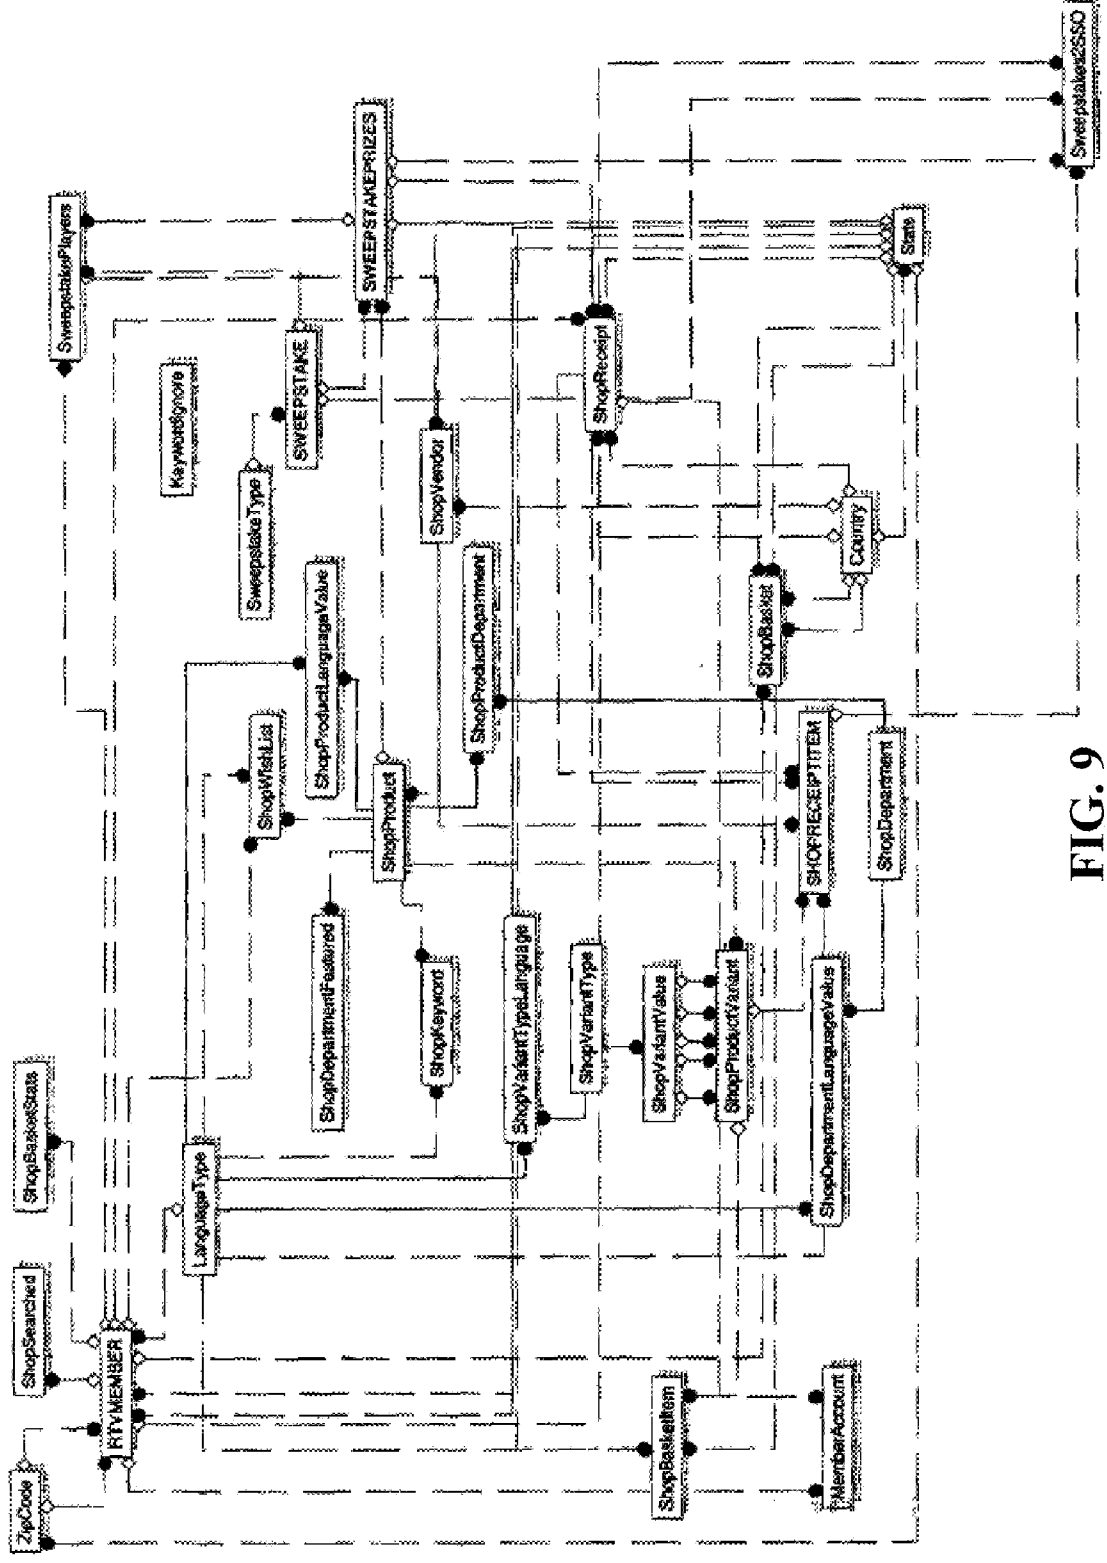 ZipCode
ShopSearched
ShopBasketStats
SweepstakePlayers
RTVMEMBER
KeywordIgnore
LanguageType
ShopWishList
SweepstakeType
SWEEPSTAKE
ShopProductLanguageValue
ShopDepartmentFeatured
SWEEPSTAKEPRIZES
ShopProduct
ShopKeyword
ShopVendor
ShopProductDepartment
ShopVariantTypeLanguage
ShopVariantType
ShopReceipt
ShopBasketItem
ShopVariantValue
ShopProductVariant
ShopBasket
SHOPRECEIPTITEM
ShopDepartmentLanguageValue
MemberAccount
Country
ShopDepartment
State
Sweepstakes2SSO
FIG. 9